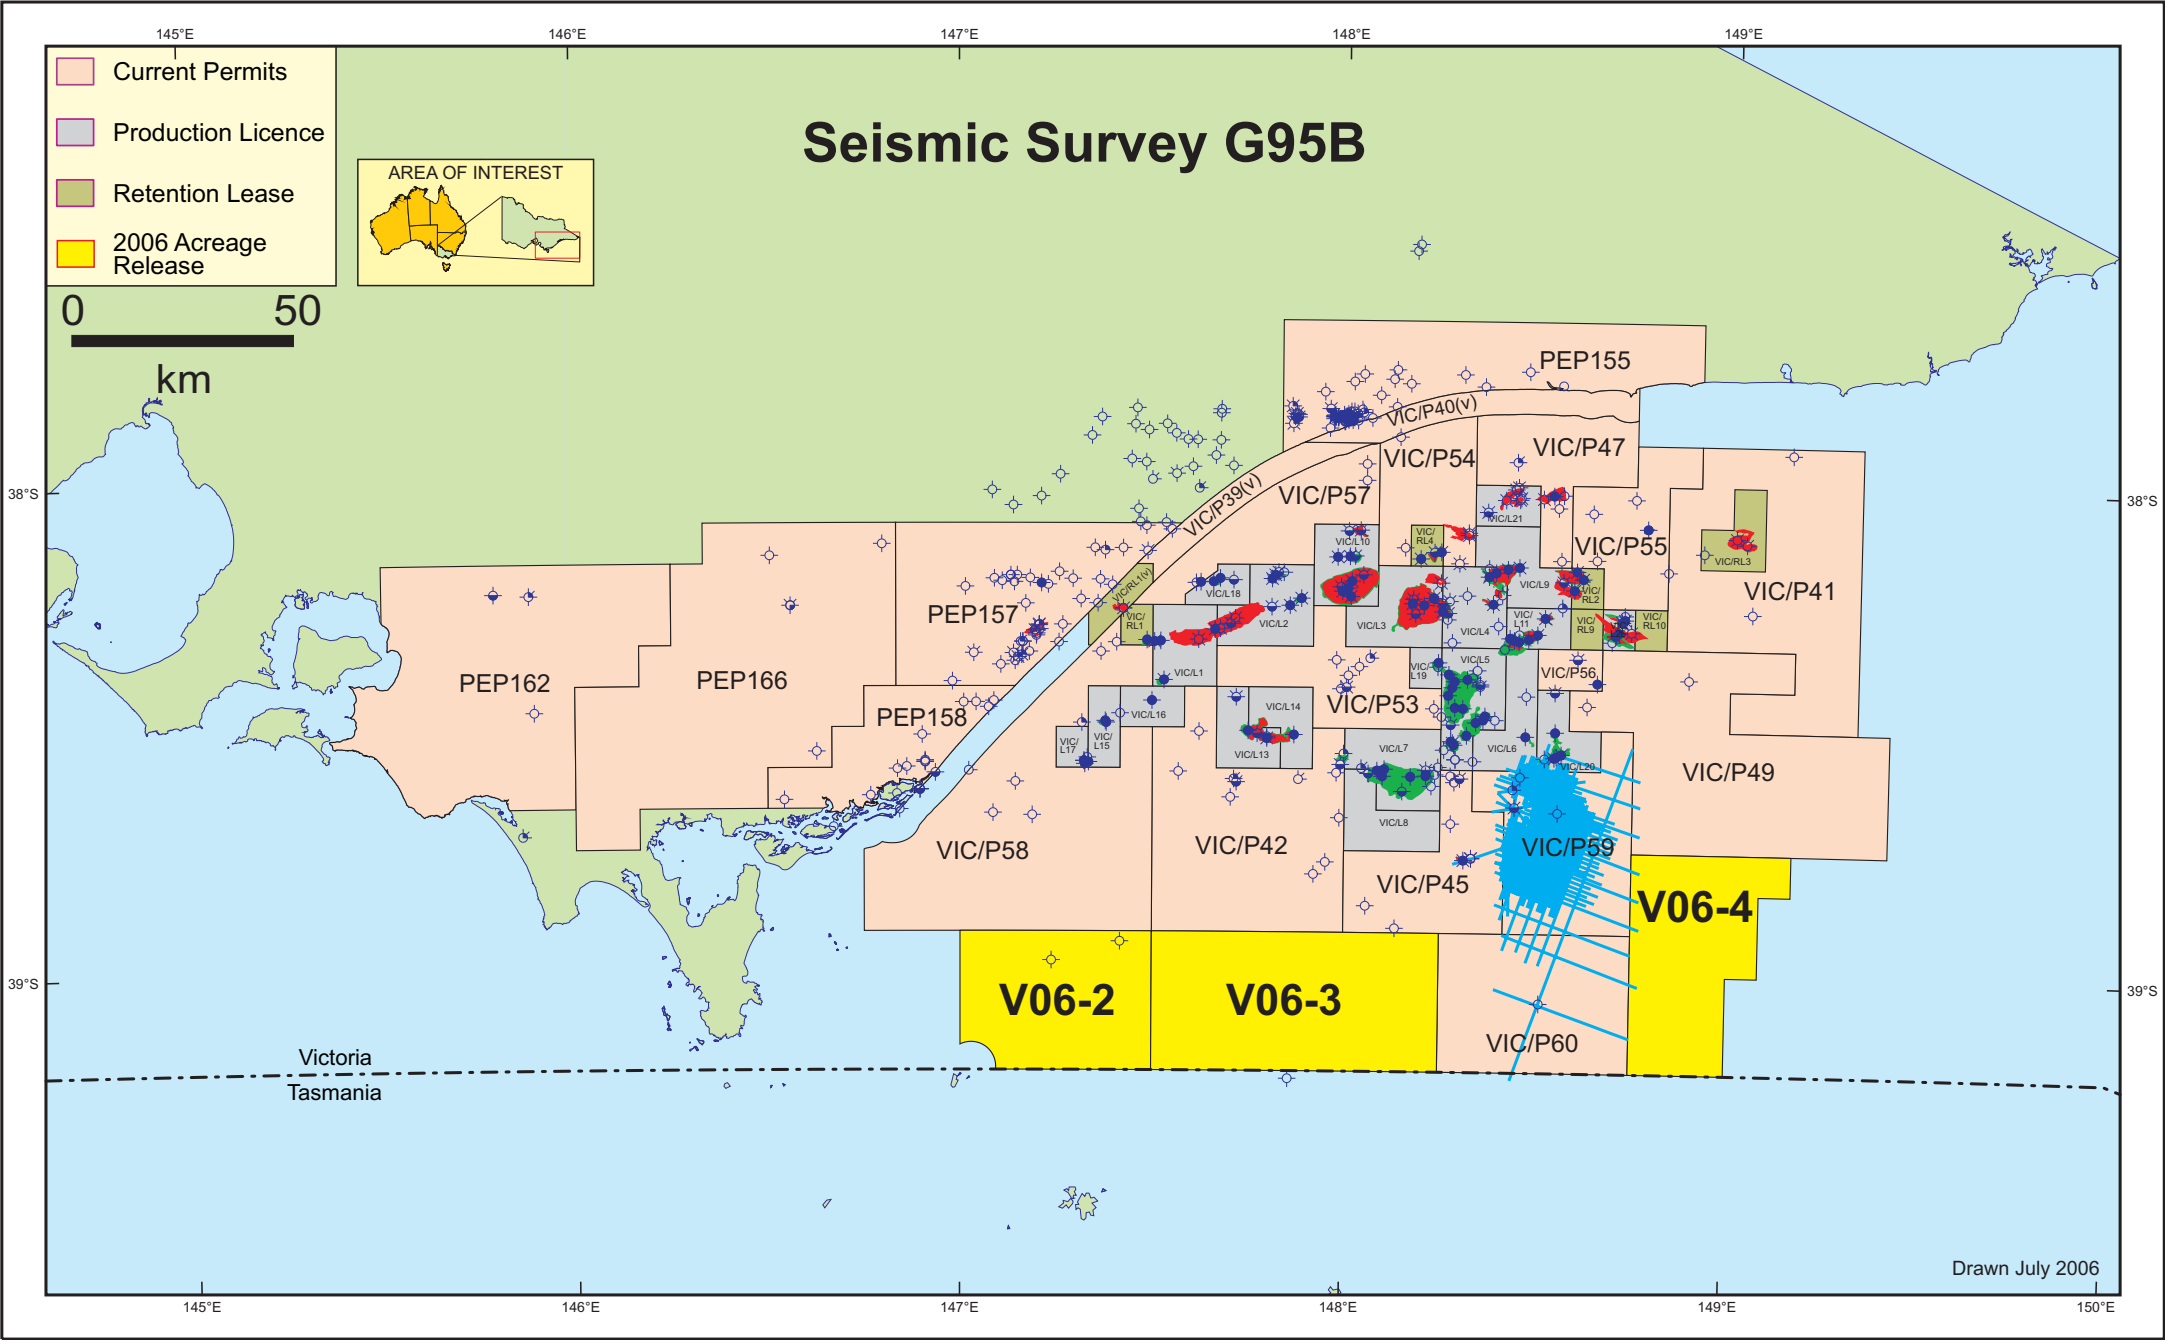 145°E 146°E 147°E 148°E 149°E
Current Permits
Production Licence
Retention Lease
2006 Acreage
Release
0 50
km
AREA OF INTEREST
Seismic Survey G95B
PEP155
VIC/P40(v)
VIC/P47
VIC/P54
VIC/P57
VIC/P39(v)
38°S
38°S
VIC/L21
VIC/L10
VIC/
RL4
VIC/P55
VIC/RL3
VIC/P41
VIC/RL1(v)
VIC/L18
VIC/L9
VIC/
RL2
PEP157
VIC/
RL1
VIC/L2
VIC/L3
VIC/L4
VIC/
L11
VIC/
RL9
VIC/
RL10
PEP162
PEP166
VIC/L1
VIC/
L19
VIC/L5
VIC/P56
VIC/P53
PEP158
VIC/L16
VIC/L14
VIC/
L17
VIC/
L15
VIC/L13
VIC/L7
VIC/L6
VIC/L20
VIC/P49
VIC/L8
VIC/P58
VIC/P42
VIC/P59
VIC/P45
V06-4
39°S
39°S
V06-2
V06-3
VIC/P60
Victoria
Tasmania
Drawn July 2006
145°E 146°E 147°E 148°E 149°E 150°E